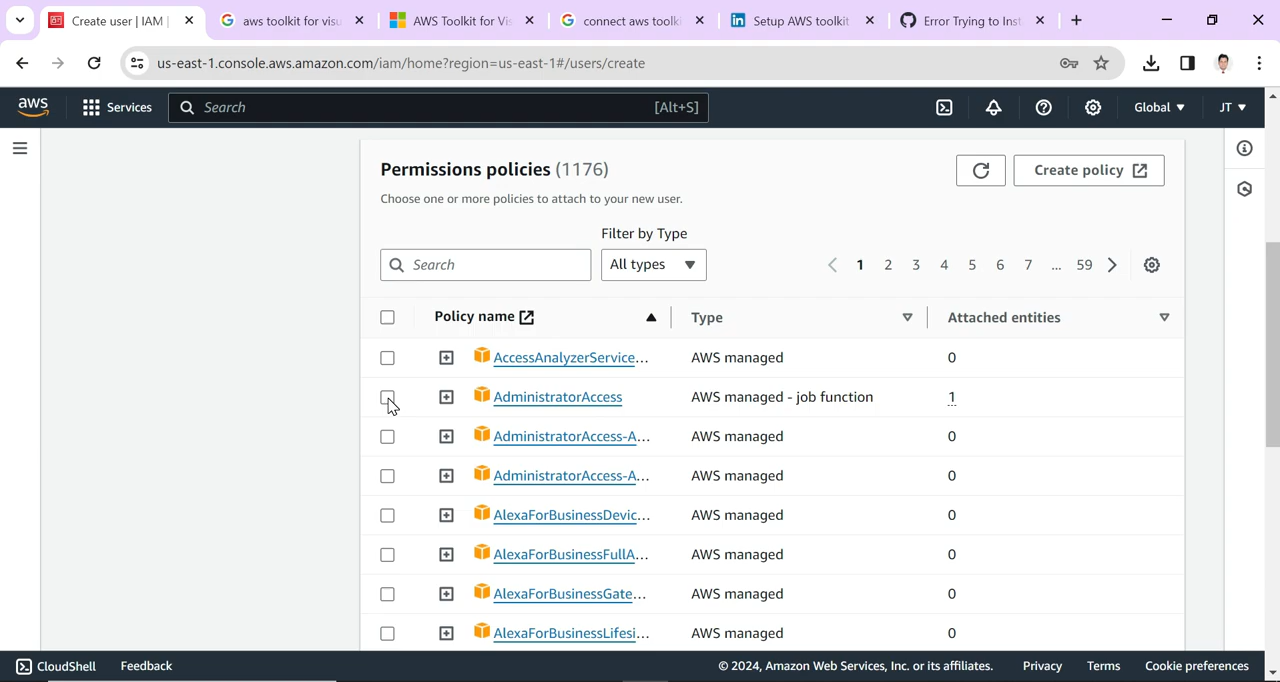 Create user | IAM |
aws toolkit for visu
AWS Toolkit for Vis
connect aws toolki
Setup AWS toolkit
Error Trying to Inst
us-east-1.console.aws.amazon.com/iam/home?region=us-east-1#/users/create
aws
Services
Search
[Alt+S]
Global
JT
Permissions policies (1176)
Create policy
Choose one or more policies to attach to your new user.
Filter by Type
Search
All types
1 2 3 4 5 6 7 ... 59
Policy name
Type
Attached entities
AccessAnalyzerService... AWS managed 0
AdministratorAccess AWS managed - job function 1
AdministratorAccess-A... AWS managed 0
AdministratorAccess-A... AWS managed 0
AlexaForBusinessDevic... AWS managed 0
AlexaForBusinessFullA... AWS managed 0
AlexaForBusinessGate... AWS managed 0
AlexaForBusinessLifesi... AWS managed 0
CloudShell
Feedback
© 2024, Amazon Web Services, Inc. or its affiliates.
Privacy
Terms
Cookie preferences